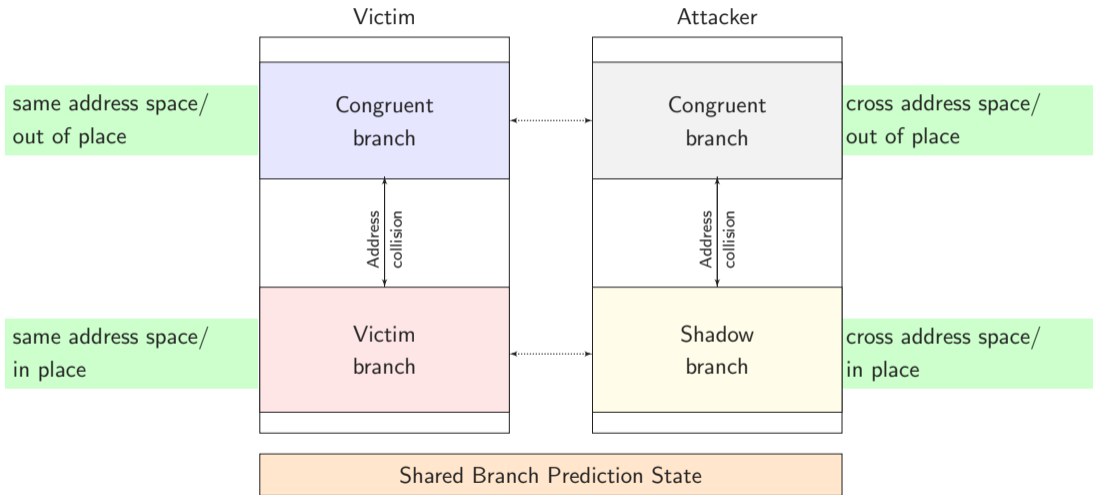 Victim
Attacker
same address space/
out of place
Congruent
branch
Congruent
branch
cross address space/
out of place
Address
collision
Address
collision
same address space/
in place
Victim
branch
Shadow
branch
cross address space/
in place
Shared Branch Prediction State